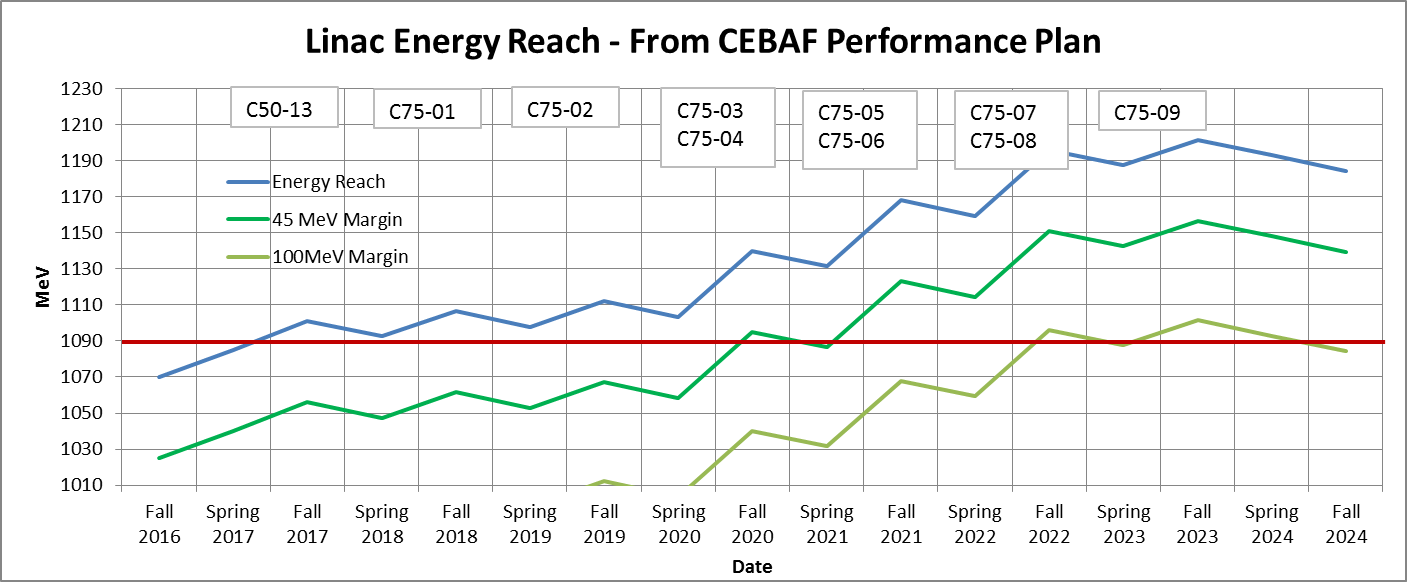 Linac Energy Reach - From CEBAF Performance Plan
1230
1210
1190
1170
1150
1130
1110
1090
1070
1050
1030
1010
MeV
C50-13
C75-01
C75-02
C75-03
C75-04
C75-05
C75-06
C75-07
C75-08
C75-09
Energy Reach
45 MeV Margin
100MeV Margin
Fall
2016
Spring
2017
Fall
2017
Spring
2018
Fall
2018
Spring
2019
Fall
2019
Spring
2020
Fall
2020
Spring
2021
Fall
2021
Spring
2022
Fall
2022
Spring
2023
Fall
2023
Spring
2024
Fall
2024
Date